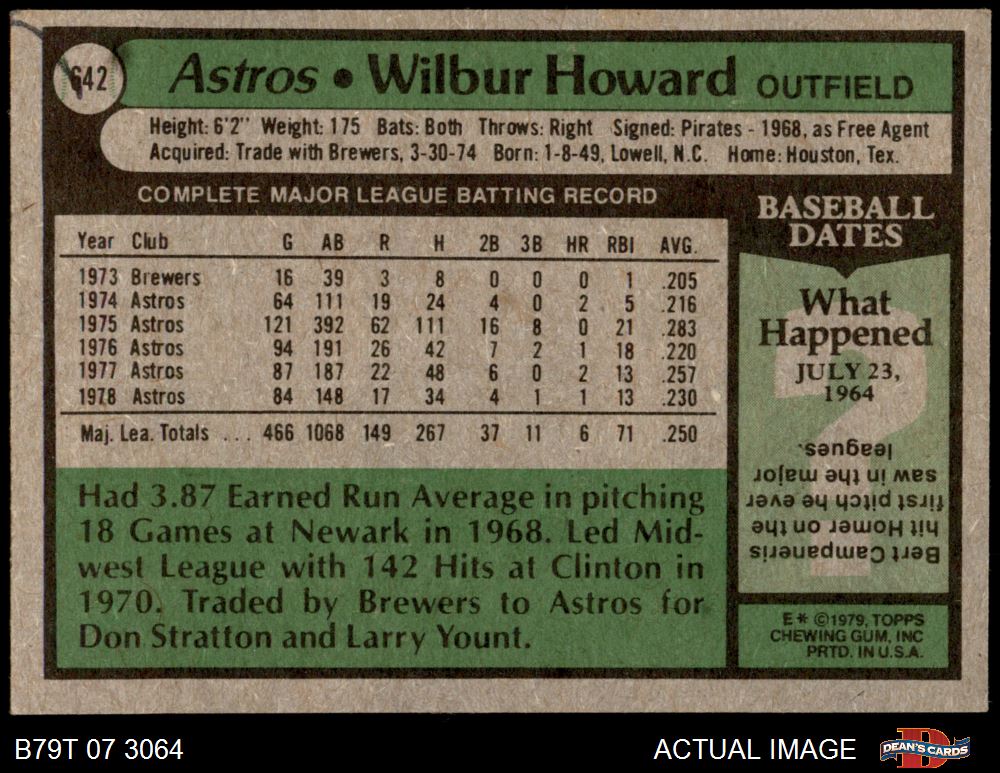 642
Astros • Wilbur Howard OUTFIELD
Height: 6'2" Weight: 175 Bats: Both Throws: Right Signed: Pirates - 1968, as Free Agent
Acquired: Trade with Brewers, 3-30-74 Born: 1-8-49, Lowell, N.C. Home: Houston, Tex.
COMPLETE MAJOR LEAGUE BATTING RECORD
Year Club G AB R H 2B 3B HR RBI AVG.
1973 Brewers 16 39 3 8 0 0 0 1 .205
1974 Astros 64 111 19 24 4 0 2 5 .216
1975 Astros 121 392 62 111 16 8 0 21 .283
1976 Astros 94 191 26 42 7 2 1 18 .220
1977 Astros 87 187 22 48 6 0 2 13 .257
1978 Astros 84 148 17 34 4 1 1 13 .230
Maj. Lea. Totals ... 466 1068 149 267 37 11 6 71 .250
Had 3.87 Earned Run Average in pitching
18 Games at Newark in 1968. Led Mid-
west League with 142 Hits at Clinton in
1970. Traded by Brewers to Astros for
Don Stratton and Larry Yount.
BASEBALL
DATES
What
Happened
JULY 23,
1964
Bert Campaneris
hit Homer on the
first pitch he ever
saw in the major
leagues.
E* ©1979, TOPPS
CHEWING GUM, INC
PRTD. IN U.S.A.
B79T 07 3064
ACTUAL IMAGE
DEAN'S CARDS